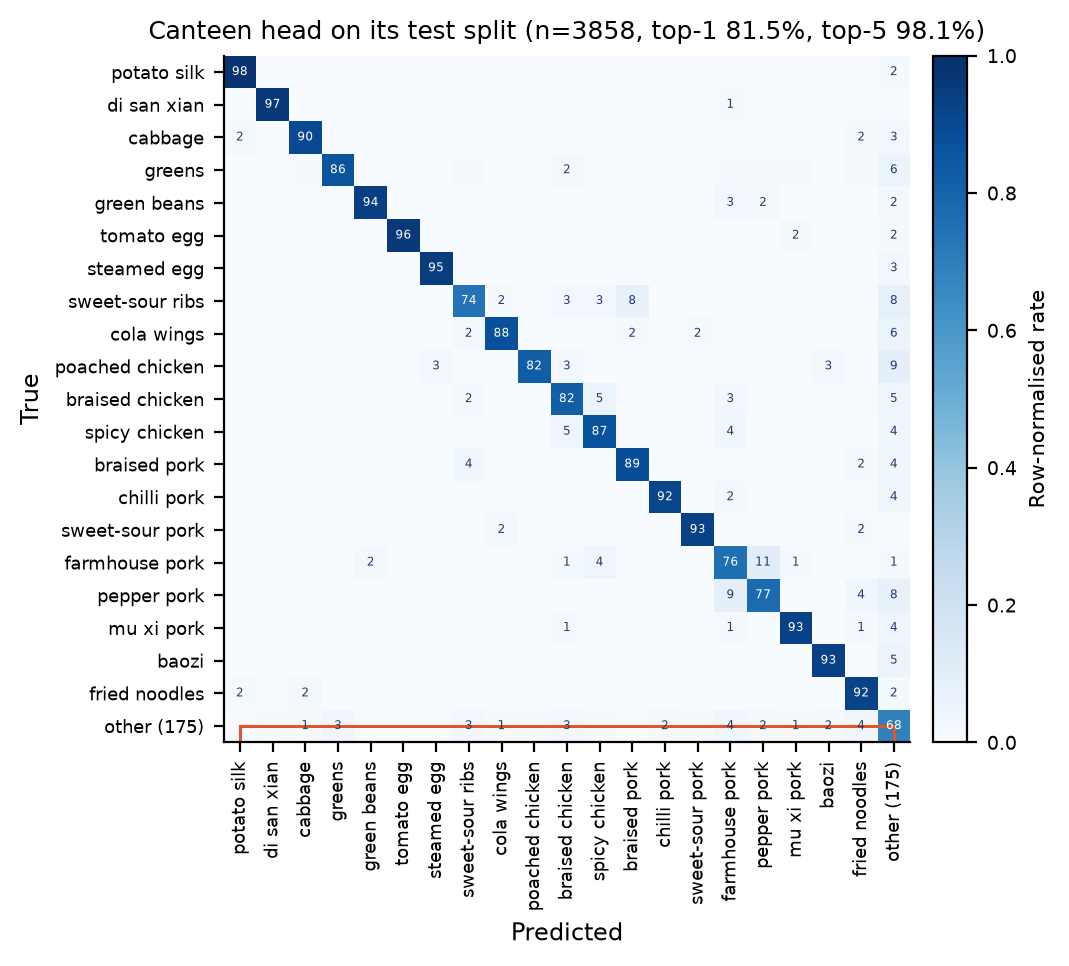 Canteen head on its test split (n=3858, top-1 81.5%, top-5 98.1%)
True
potato silk 98 2
di san xian 97 1
cabbage 2 90 2 3
greens 86 2 6
green beans 94 3 2 2
tomato egg 96 2 2
steamed egg 95 3
sweet-sour ribs 74 2 3 3 8 8
cola wings 2 88 2 2 6
poached chicken 3 82 3 3 9
braised chicken 2 82 5 3 5
spicy chicken 5 87 4 4
braised pork 4 89 2 4
chilli pork 92 2 4
sweet-sour pork 2 93 2
farmhouse pork 2 1 4 76 11 1 1
pepper pork 9 77 4 8
mu xi pork 1 1 93 1 4
baozi 93 5
fried noodles 2 2 92 2
other (175) 1 3 3 1 3 2 4 2 1 2 4 68
potato silk
di san xian
cabbage
greens
green beans
tomato egg
steamed egg
sweet-sour ribs
cola wings
poached chicken
braised chicken
spicy chicken
braised pork
chilli pork
sweet-sour pork
farmhouse pork
pepper pork
mu xi pork
baozi
fried noodles
other (175)
Predicted
1.0
0.8
0.6
0.4
0.2
0.0
Row-normalised rate